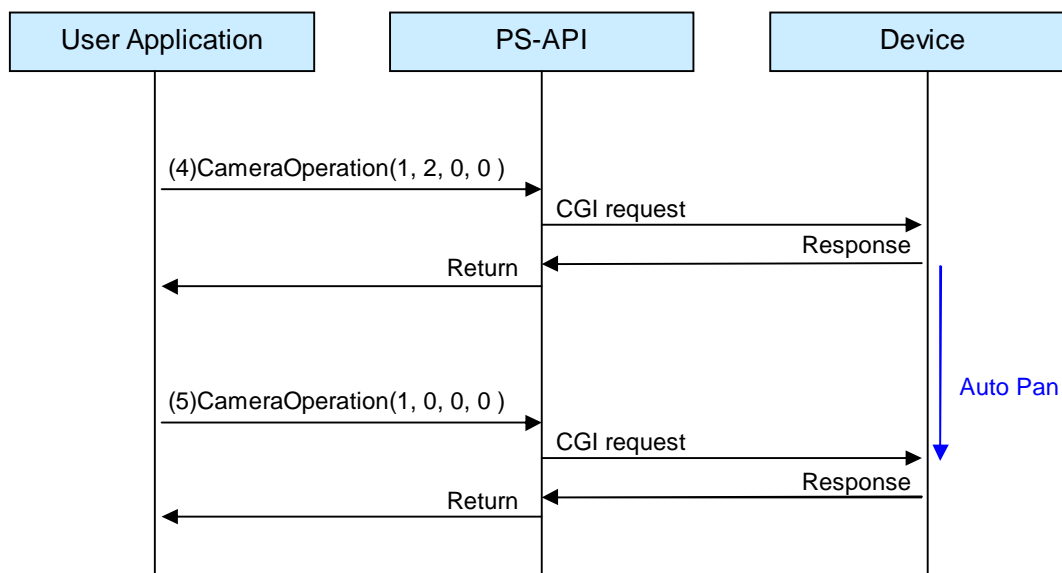 User Application
PS-API
Device
(4)CameraOperation(1, 2, 0, 0 )
CGI request
Response
Return
Auto Pan
(5)CameraOperation(1, 0, 0, 0 )
CGI request
Response
Return